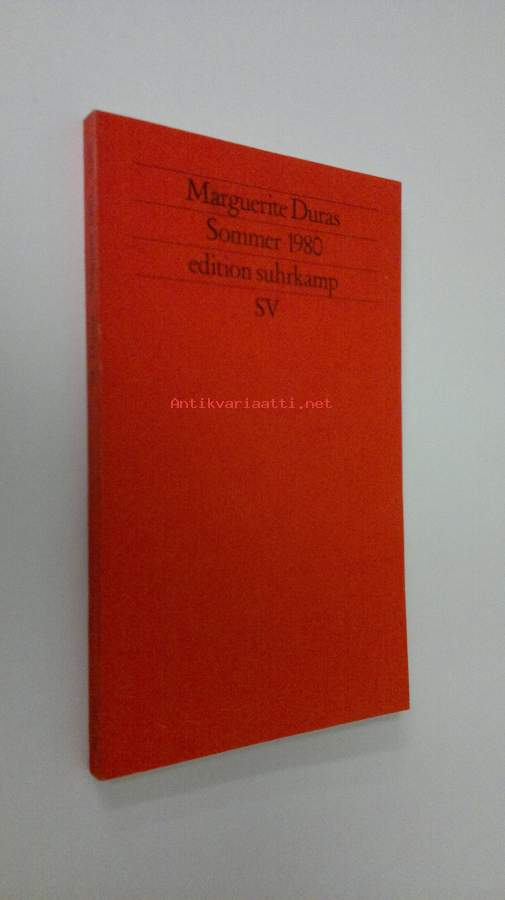 Marguerite Duras
Sommer 1980
edition suhrkamp
SV
Antikvariaatti.net